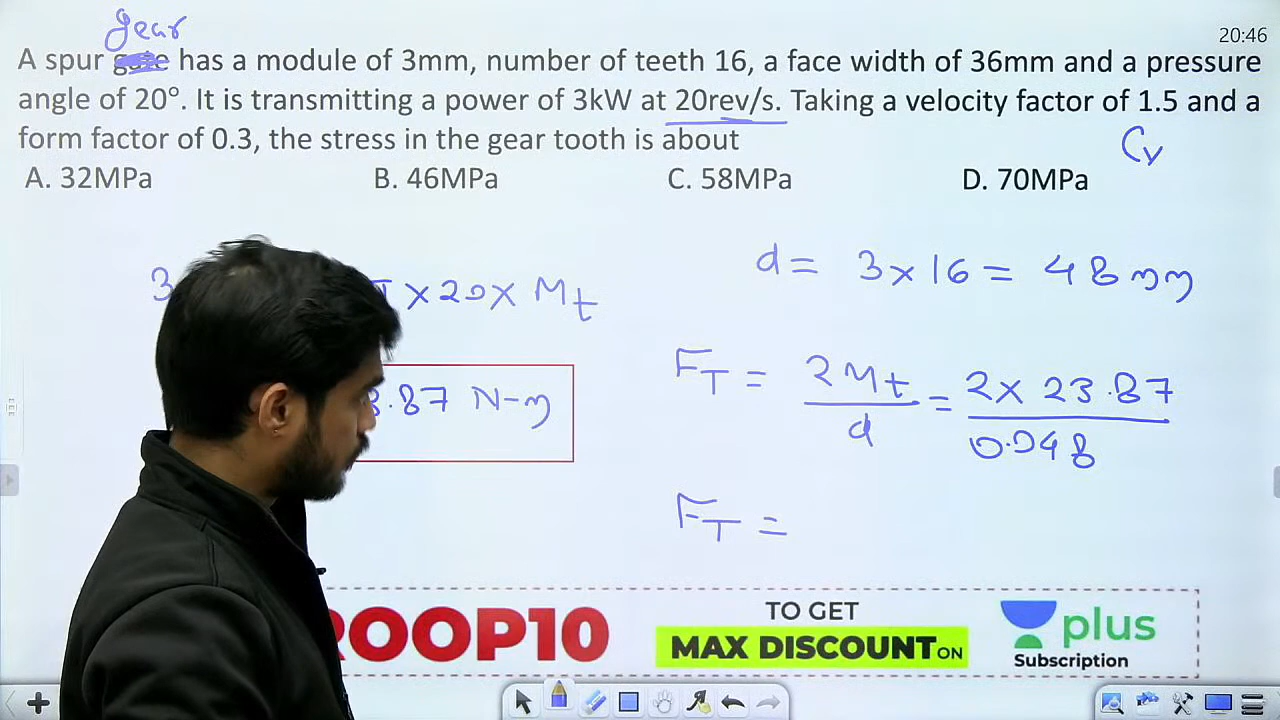 20:46
gear
A spur has a module of 3mm, number of teeth 16, a face width of 36mm and a pressure
angle of 20°. It is transmitting a power of 3kW at 20rev/s. Taking a velocity factor of 1.5 and a
form factor of 0.3, the stress in the gear tooth is about
Cv
A. 32MPa B. 46MPa C. 58MPa D. 70MPa
3 × 20 × Mt
d = 3 × 16 = 48 mm
.87 N-m
FT = 2Mt/d = 2 × 23.87/0.048
FT =
ROOP10
TO GET
MAX DISCOUNT ON
plus
Subscription